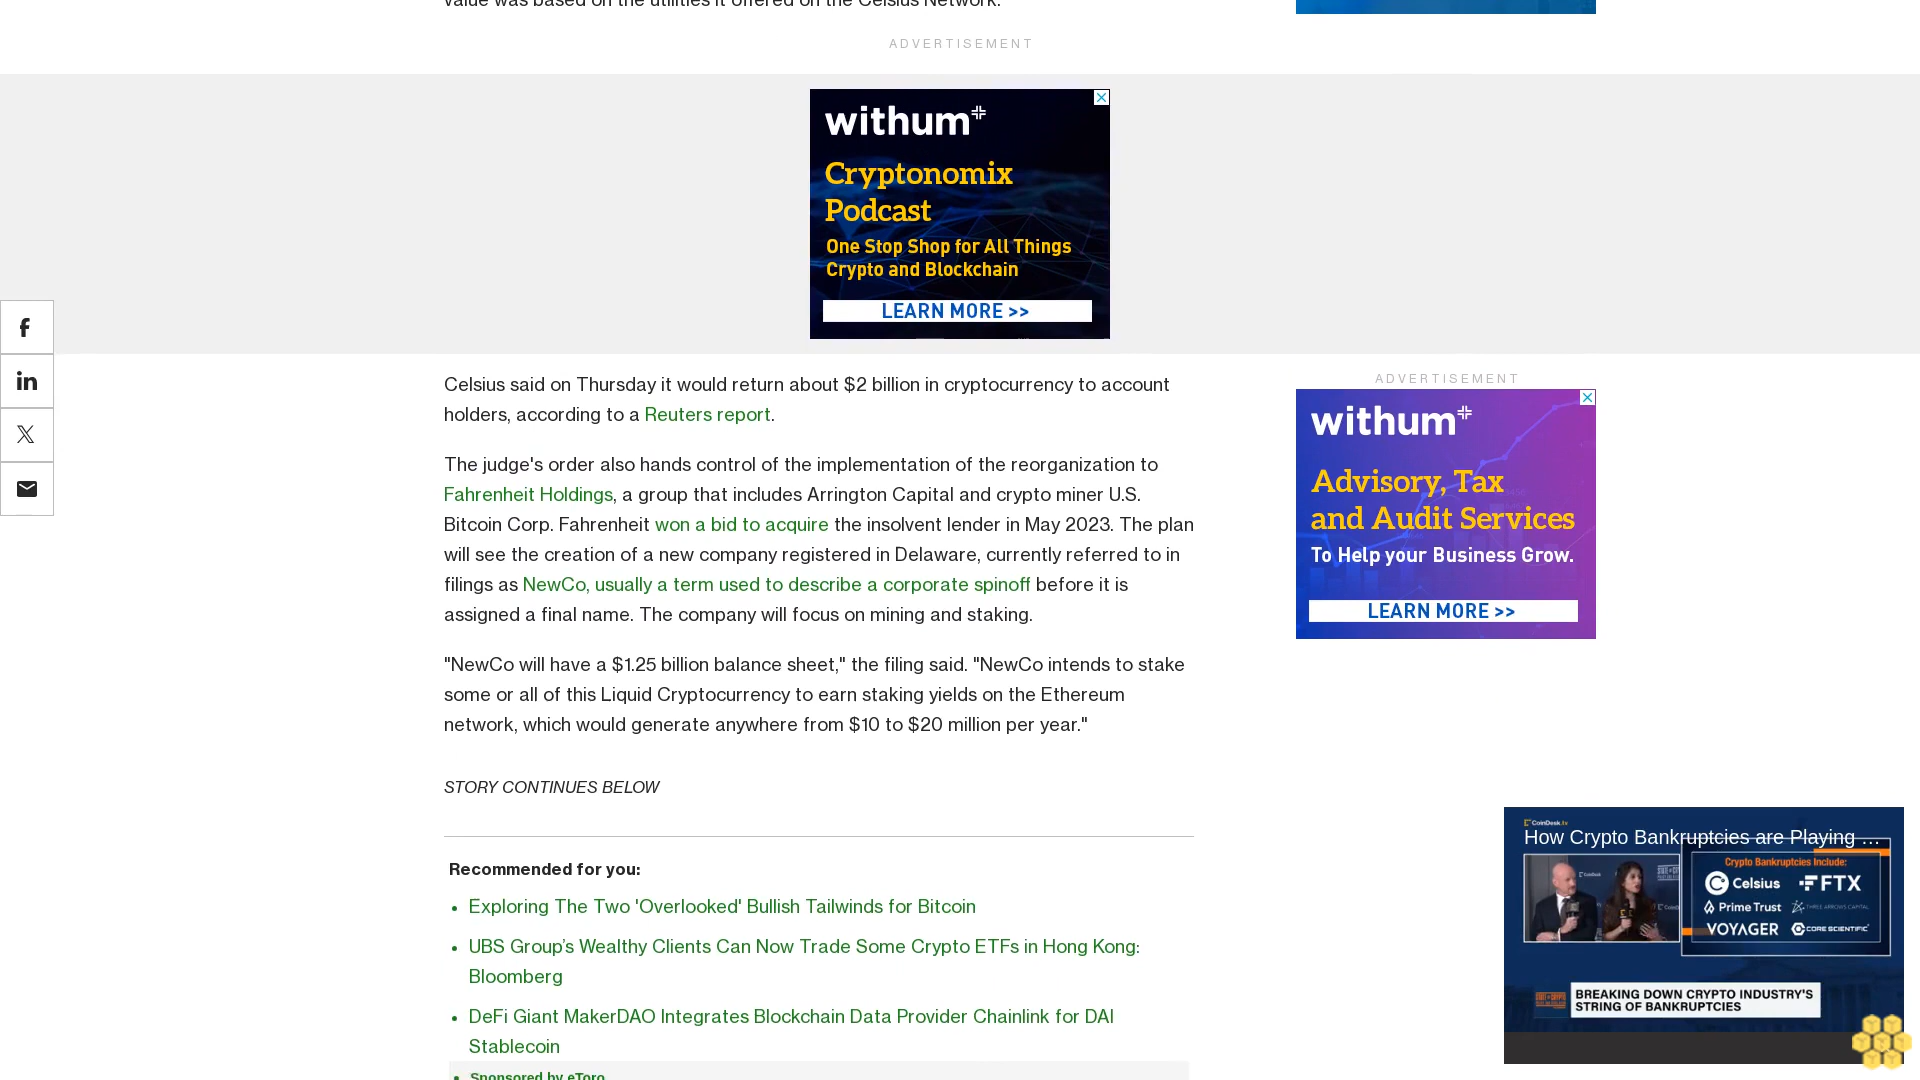 value was based on the utilities it offered on the Celsius Network.
ADVERTISEMENT
withum
Cryptonomix
Podcast
One Stop Shop for All Things
Crypto and Blockchain
LEARN MORE >>
Celsius said on Thursday it would return about $2 billion in cryptocurrency to account
holders, according to a Reuters report.
The judge's order also hands control of the implementation of the reorganization to
Fahrenheit Holdings, a group that includes Arrington Capital and crypto miner U.S.
Bitcoin Corp. Fahrenheit won a bid to acquire the insolvent lender in May 2023. The plan
will see the creation of a new company registered in Delaware, currently referred to in
filings as NewCo, usually a term used to describe a corporate spinoff before it is
assigned a final name. The company will focus on mining and staking.
"NewCo will have a $1.25 billion balance sheet," the filing said. "NewCo intends to stake
some or all of this Liquid Cryptocurrency to earn staking yields on the Ethereum
network, which would generate anywhere from $10 to $20 million per year."
STORY CONTINUES BELOW
Recommended for you:
• Exploring The Two 'Overlooked' Bullish Tailwinds for Bitcoin
• UBS Group’s Wealthy Clients Can Now Trade Some Crypto ETFs in Hong Kong:
Bloomberg
• DeFi Giant MakerDAO Integrates Blockchain Data Provider Chainlink for DAI
Stablecoin
• Sponsored by eToro
ADVERTISEMENT
withum
Advisory, Tax
and Audit Services
To Help your Business Grow.
LEARN MORE >>
CoinDesk.tv
How Crypto Bankruptcies are Playing …
Crypto Bankruptcies Include:
Celsius
FTX
Prime Trust
THREE ARROWS CAPITAL
VOYAGER
CORE SCIENTIFIC
BREAKING DOWN CRYPTO INDUSTRY'S
STRING OF BANKRUPTCIES